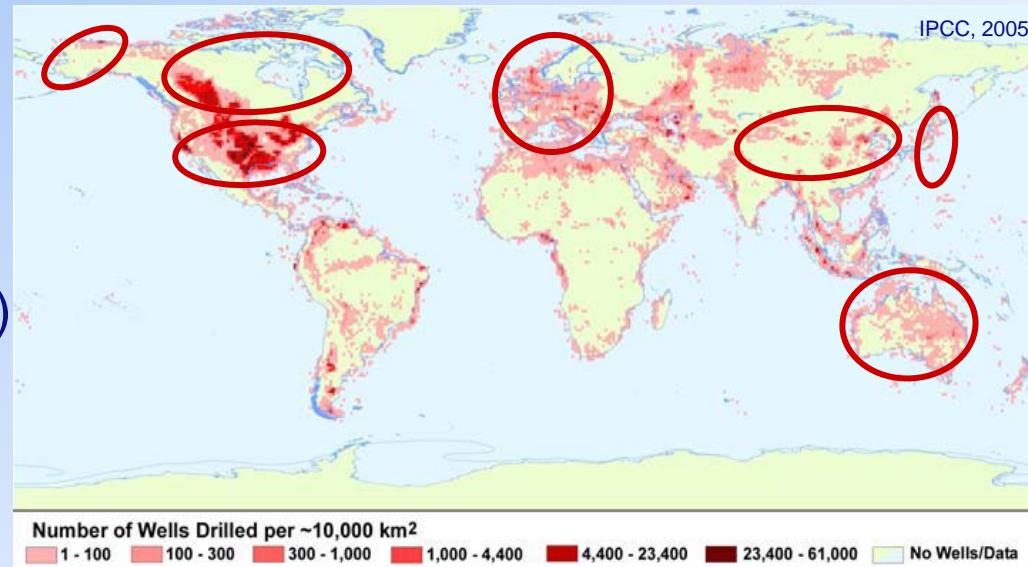 IPCC, 2005
Number of Wells Drilled per ~10,000 km²
1 - 100 100 - 300 300 - 1,000 1,000 - 4,400 4,400 - 23,400 23,400 - 61,000 No Wells/Data